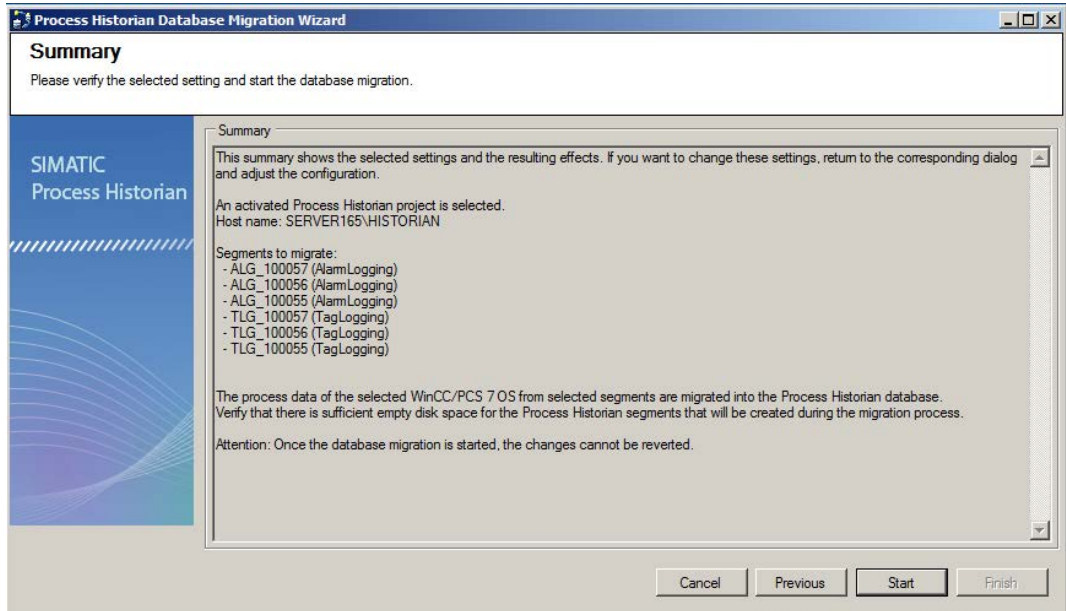 Process Historian Database Migration Wizard
Summary
Please verify the selected setting and start the database migration.
SIMATIC
Process Historian
Summary
This summary shows the selected settings and the resulting effects. If you want to change these settings, return to the corresponding dialog
and adjust the configuration.
An activated Process Historian project is selected.
Host name: SERVER165\HISTORIAN
Segments to migrate:
- ALG_100057 (AlarmLogging)
- ALG_100056 (AlarmLogging)
- ALG_100055 (AlarmLogging)
- TLG_100057 (TagLogging)
- TLG_100056 (TagLogging)
- TLG_100055 (TagLogging)
The process data of the selected WinCC/PCS 7 OS from selected segments are migrated into the Process Historian database.
Verify that there is sufficient empty disk space for the Process Historian segments that will be created during the migration process.
Attention: Once the database migration is started, the changes cannot be reverted.
Cancel Previous Start Finish